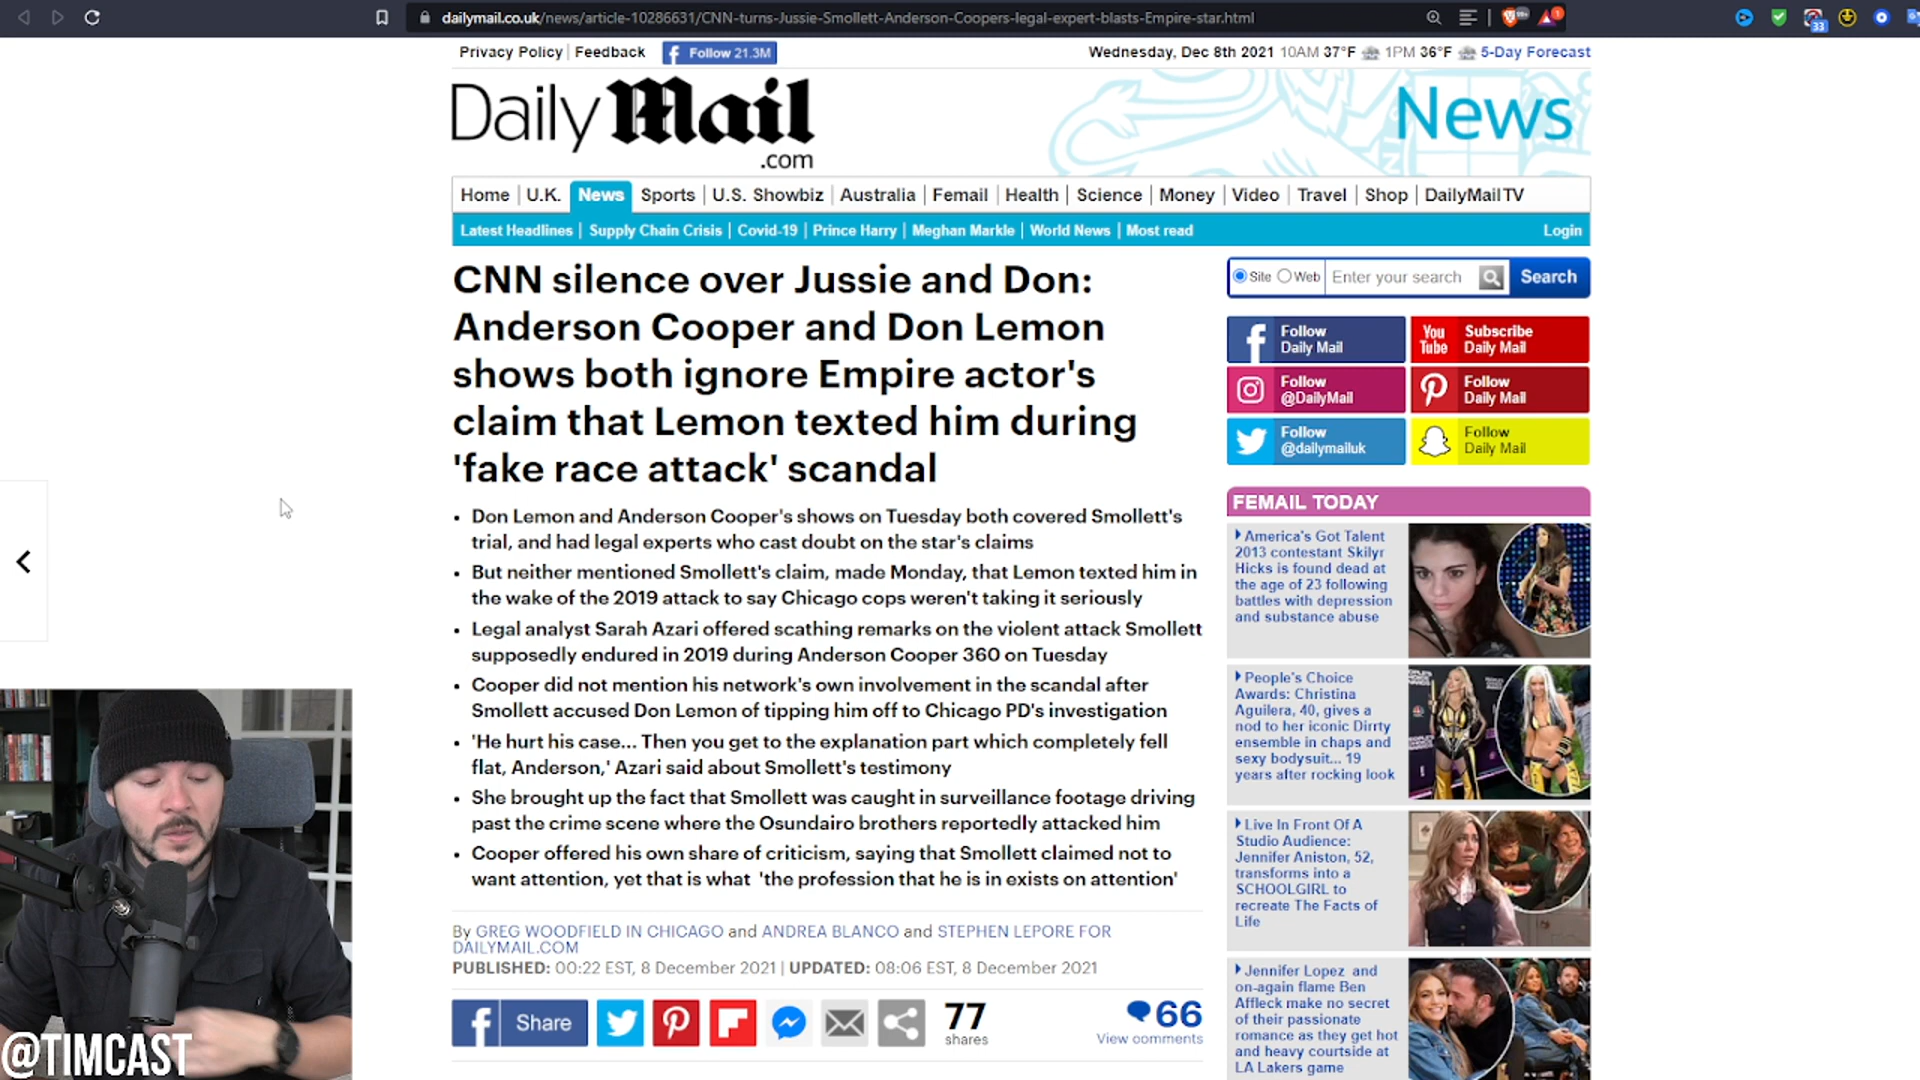 dailymail.co.uk/news/article-10286631/CNN-turns-Jussie-Smollett-Anderson-Coopers-legal-expert-blasts-Empire-star.html
99+
1
33
Privacy Policy | Feedback
Follow 21.3M
Wednesday, Dec 8th 2021 10AM 37°F 1PM 36°F 5-Day Forecast
Daily Mail
.com
News
Home | U.K. News Sports | U.S. Showbiz | Australia | Femail | Health | Science | Money | Video | Travel | Shop | DailyMailTV
Latest Headlines | Supply Chain Crisis | Covid-19 | Prince Harry | Meghan Markle | World News | Most read
Login
CNN silence over Jussie and Don:
Anderson Cooper and Don Lemon
shows both ignore Empire actor's
claim that Lemon texted him during
'fake race attack' scandal
• Don Lemon and Anderson Cooper's shows on Tuesday both covered Smollett's
trial, and had legal experts who cast doubt on the star's claims
• But neither mentioned Smollett's claim, made Monday, that Lemon texted him in
the wake of the 2019 attack to say Chicago cops weren't taking it seriously
• Legal analyst Sarah Azari offered scathing remarks on the violent attack Smollett
supposedly endured in 2019 during Anderson Cooper 360 on Tuesday
• Cooper did not mention his network's own involvement in the scandal after
Smollett accused Don Lemon of tipping him off to Chicago PD's investigation
• 'He hurt his case... Then you get to the explanation part which completely fell
flat, Anderson,' Azari said about Smollett's testimony
• She brought up the fact that Smollett was caught in surveillance footage driving
past the crime scene where the Osundairo brothers reportedly attacked him
• Cooper offered his own share of criticism, saying that Smollett claimed not to
want attention, yet that is what 'the profession that he is in exists on attention'
By GREG WOODFIELD IN CHICAGO and ANDREA BLANCO and STEPHEN LEPORE FOR
DAILYMAIL.COM
PUBLISHED: 00:22 EST, 8 December 2021 | UPDATED: 08:06 EST, 8 December 2021
Share
77
shares
66
View comments
Site Web Enter your search Search
Follow
Daily Mail
You
Tube
Subscribe
Daily Mail
Follow
@DailyMail
Follow
Daily Mail
Follow
@dailymailuk
Follow
Daily Mail
FEMAIL TODAY
America's Got Talent
2013 contestant Skilyr
Hicks is found dead at
the age of 23 following
battles with depression
and substance abuse
People's Choice
Awards: Christina
Aguilera, 40, gives a
nod to her iconic Dirrty
ensemble in chaps and
sexy bodysuit... 19
years after rocking look
Live In Front Of A
Studio Audience:
Jennifer Aniston, 52,
transforms into a
SCHOOLGIRL to
recreate The Facts of
Life
Jennifer Lopez and
on-again flame Ben
Affleck make no secret
of their passionate
romance as they get hot
and heavy courtside at
LA Lakers game
@TIMCAST